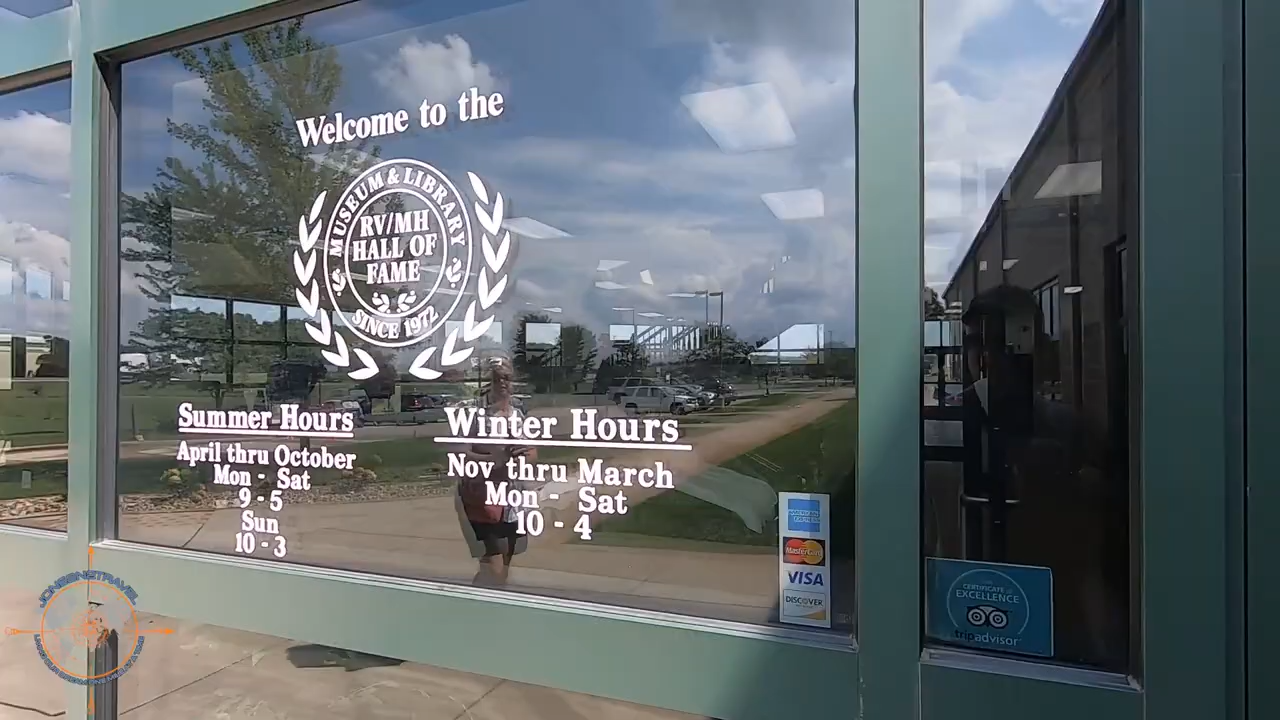 Welcome to the
MUSEUM & LIBRARY
RV/MH
HALL OF
FAME
SINCE 1972
Summer Hours
April thru October
Mon - Sat
9 - 5
Sun
10 - 3
Winter Hours
Nov thru March
Mon - Sat
10 - 4
AMERICAN EXPRESS
MasterCard
VISA
DISCOVER
CERTIFICATE of
EXCELLENCE
tripadvisor
JONESNSTRAVEL